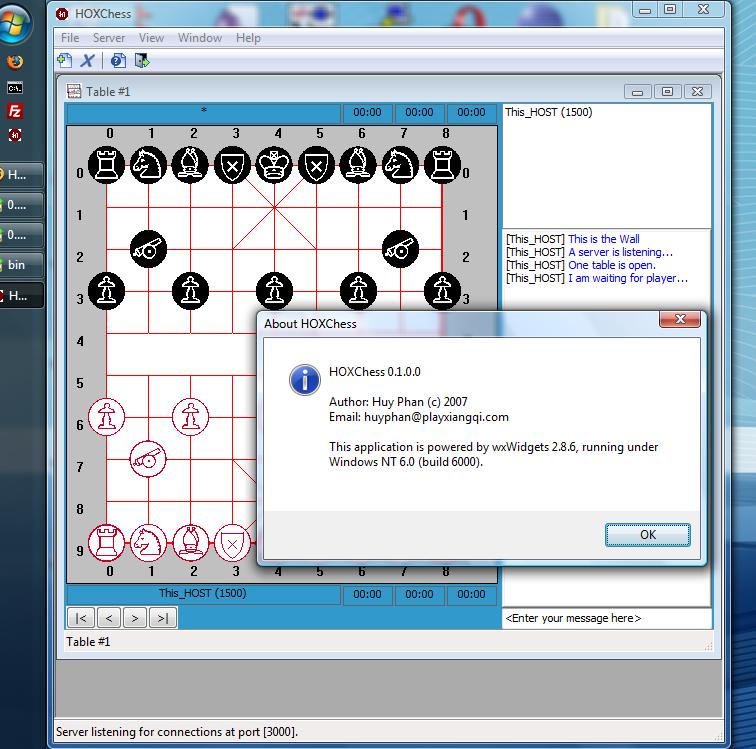 HOXChess
File Server View Window Help
Table #1
* 00:00 00:00 00:00
This_HOST (1500)
0 1 2 3 4 5 6 7 8
0 0
1 1
2 2
3 3
4
5
6
7
8
9
0 1 2 3 4 5 6 7 8
[This_HOST] This is the Wall
[This_HOST] A server is listening...
[This_HOST] One table is open.
[This_HOST] I am waiting for player...
About HOXChess
HOXChess 0.1.0.0
Author: Huy Phan (c) 2007
Email: huyphan@playxiangqi.com
This application is powered by wxWidgets 2.8.6, running under
Windows NT 6.0 (build 6000).
OK
This_HOST (1500) 00:00 00:00 00:00
|< < > >|
<Enter your message here>
Table #1
Server listening for connections at port [3000].
C:\.
Fz
H...
0....
0....
bin
H...